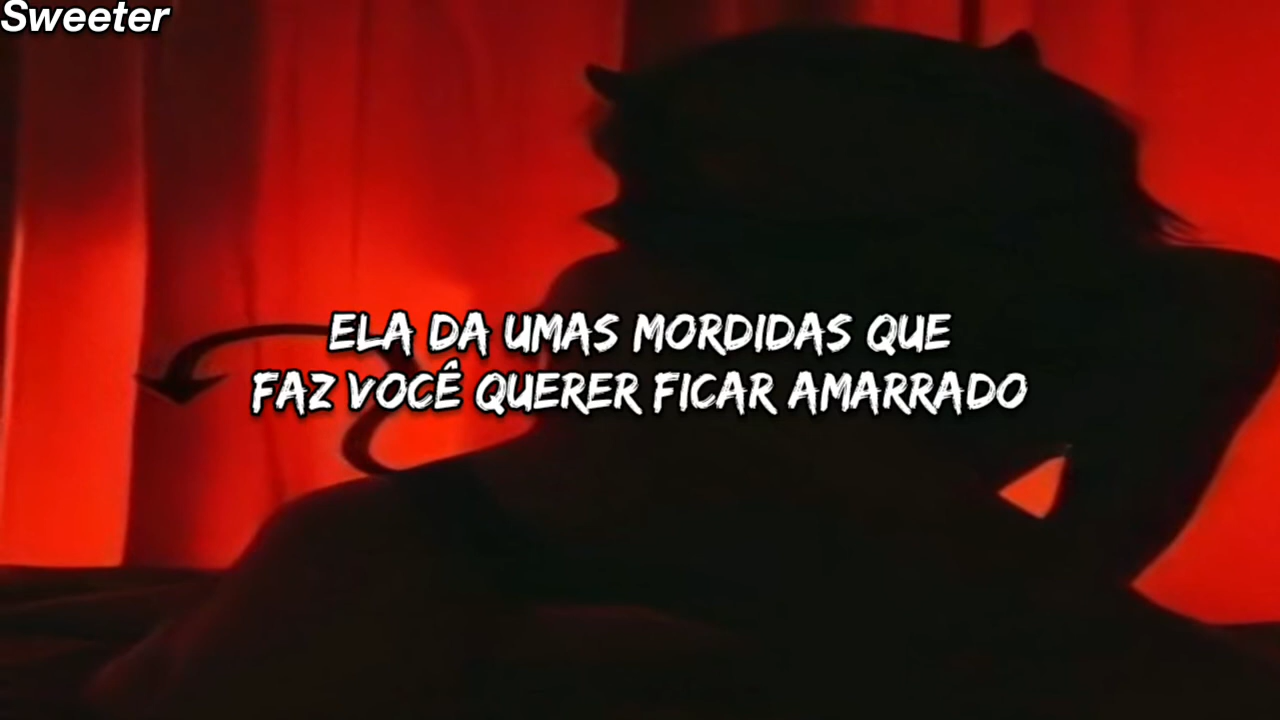 Sweeter
ELA DA UMAS MORDIDAS QUE
FAZ VOCÊ QUERER FICAR AMARRADO